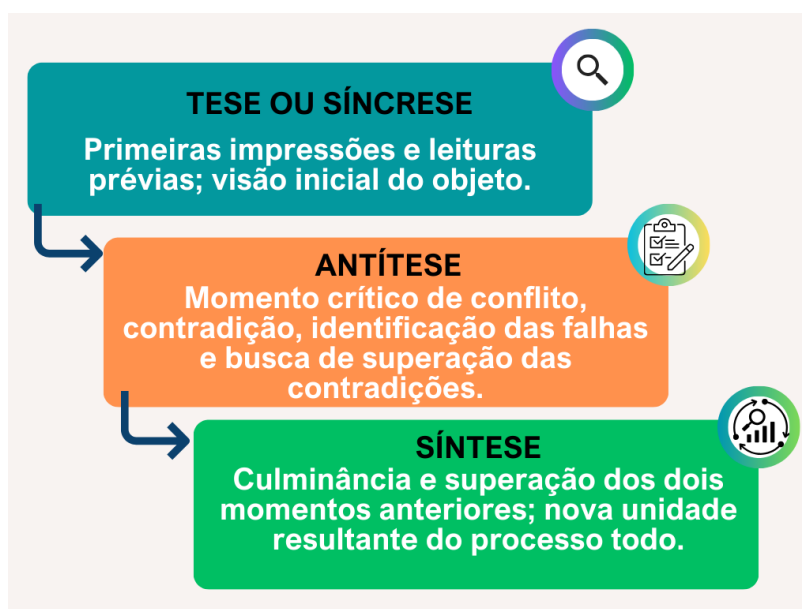 TESE OU SÍNCRESE
Primeiras impressões e leituras
prévias; visão inicial do objeto.
ANTÍTESE
Momento crítico de conflito,
contradição, identificação das falhas
e busca de superação das
contradições.
SÍNTESE
Culminância e superação dos dois
momentos anteriores; nova unidade
resultante do processo todo.